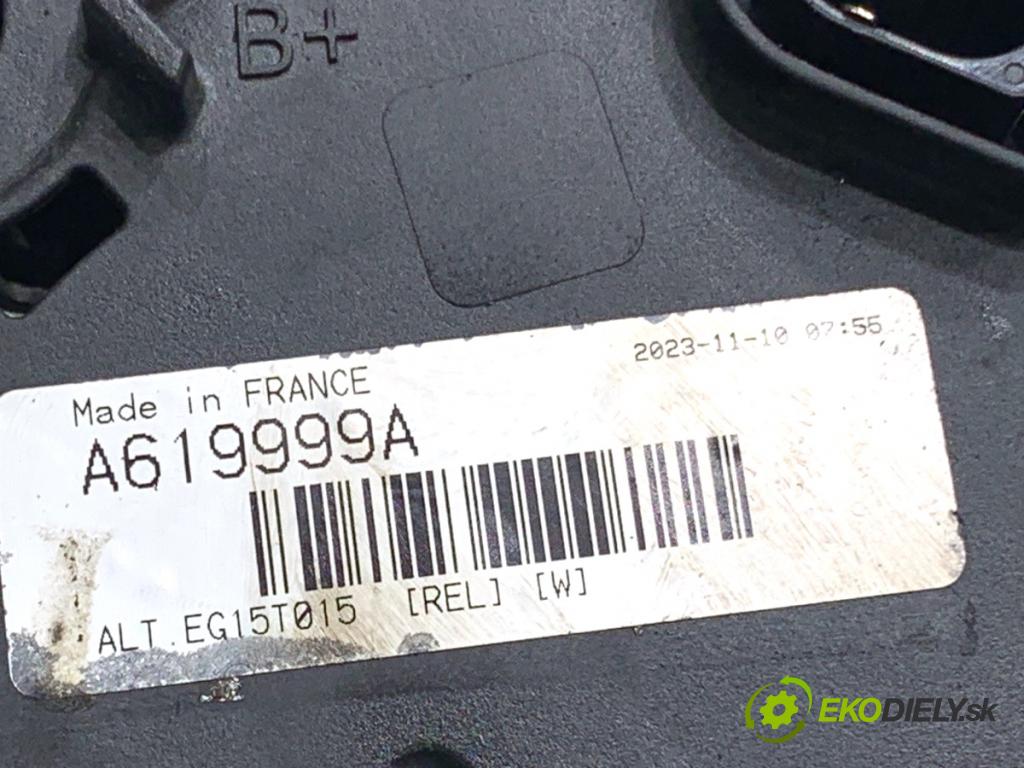 B+
2023-11-10 07:55
Made in FRANCE
A619999A
ALT.EG15T015 [REL] [W]
EKODIELY.sk